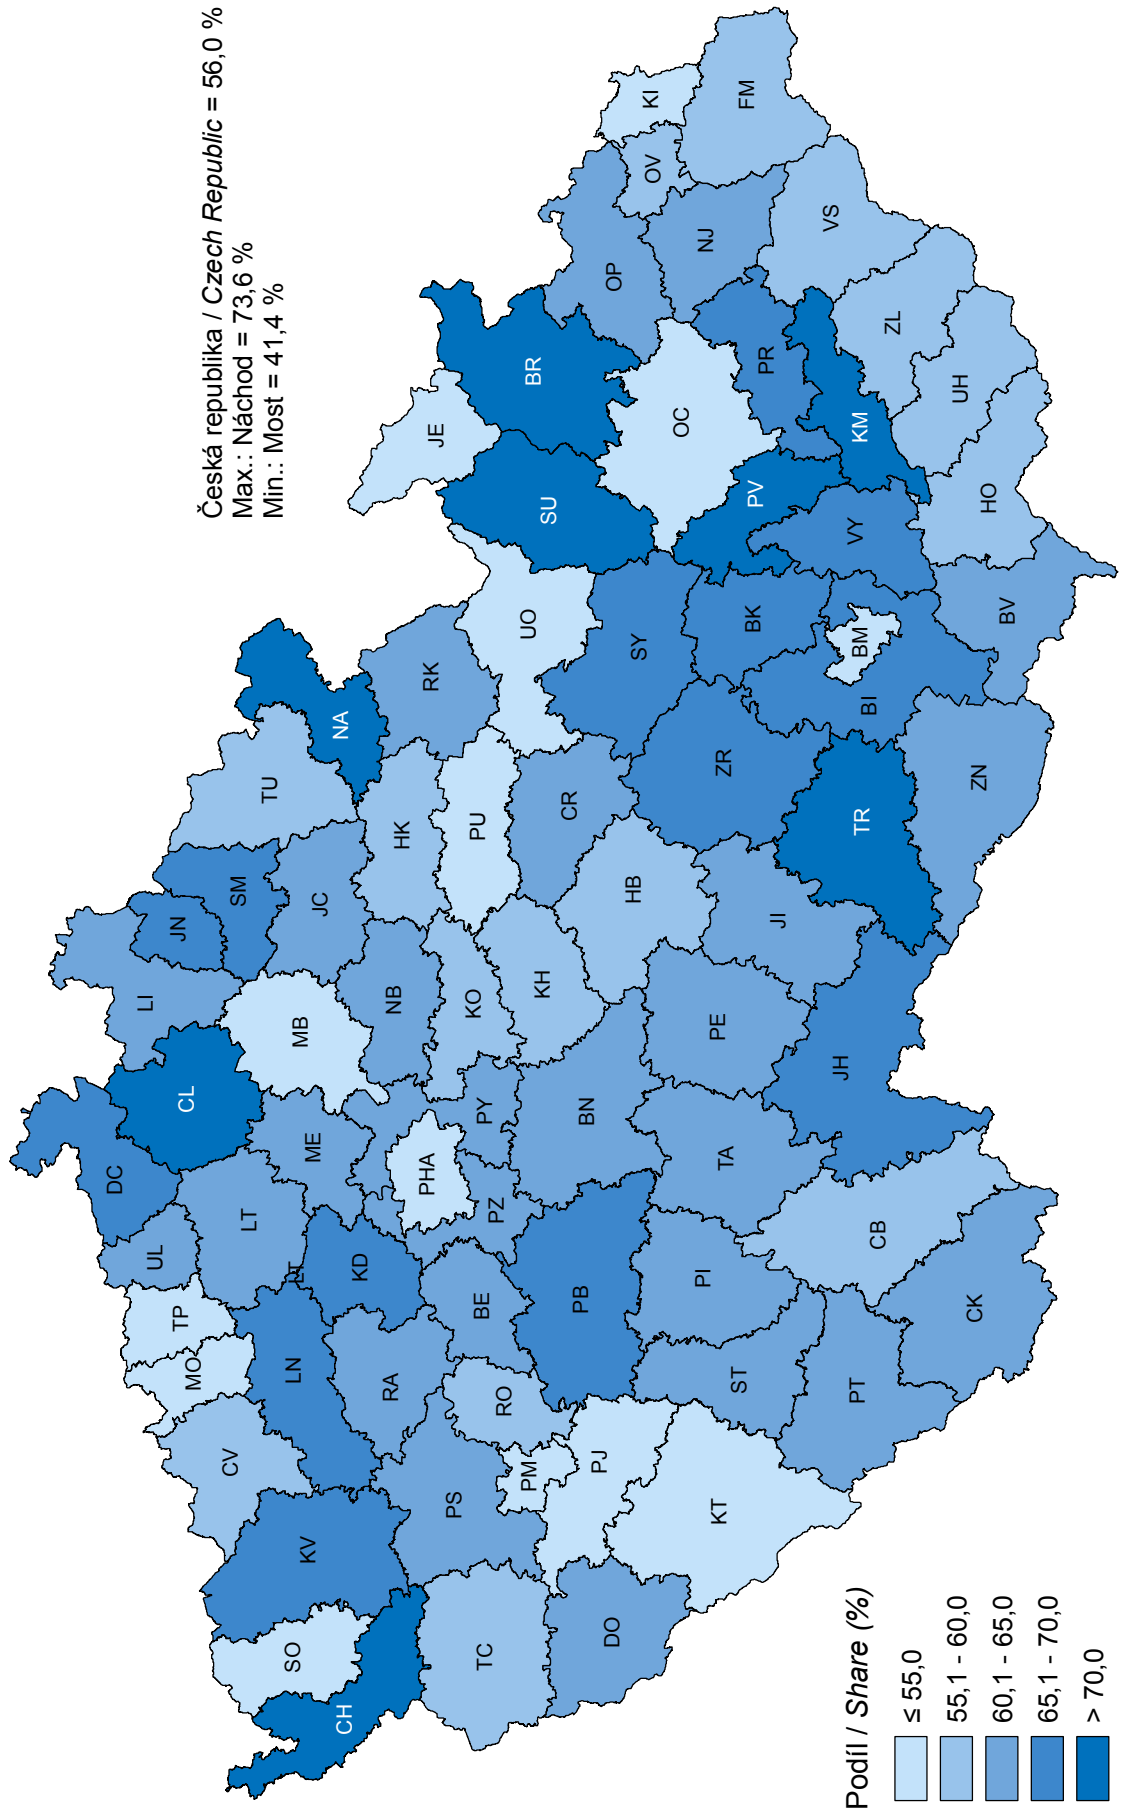 Česká republika / Czech Republic = 56,0 %
Max.: Náchod = 73,6 %
Min.: Most = 41,4 %
DC
LI
JN
SM
TU
CL
UL
TP
MO
LT
LT
CV
LN
KD
ME
MB
JC
NA
KV
SO
CH
RA
PHA
NB
HK
RK
PS
BE
PZ
PY
KO
PU
UO
JE
TC
RO
PM
KH
CR
SU
BR
PJ
PB
BN
HB
SY
OC
OP
OV
KI
DO
KT
PI
TA
PE
ZR
BK
PV
PR
NJ
FM
ST
PT
JH
JI
TR
BI
BM
VY
KM
VS
ZL
CB
CK
ZN
BV
HO
UH
Podíl / Share (%)
≤ 55,0
55,1 - 60,0
60,1 - 65,0
65,1 - 70,0
> 70,0